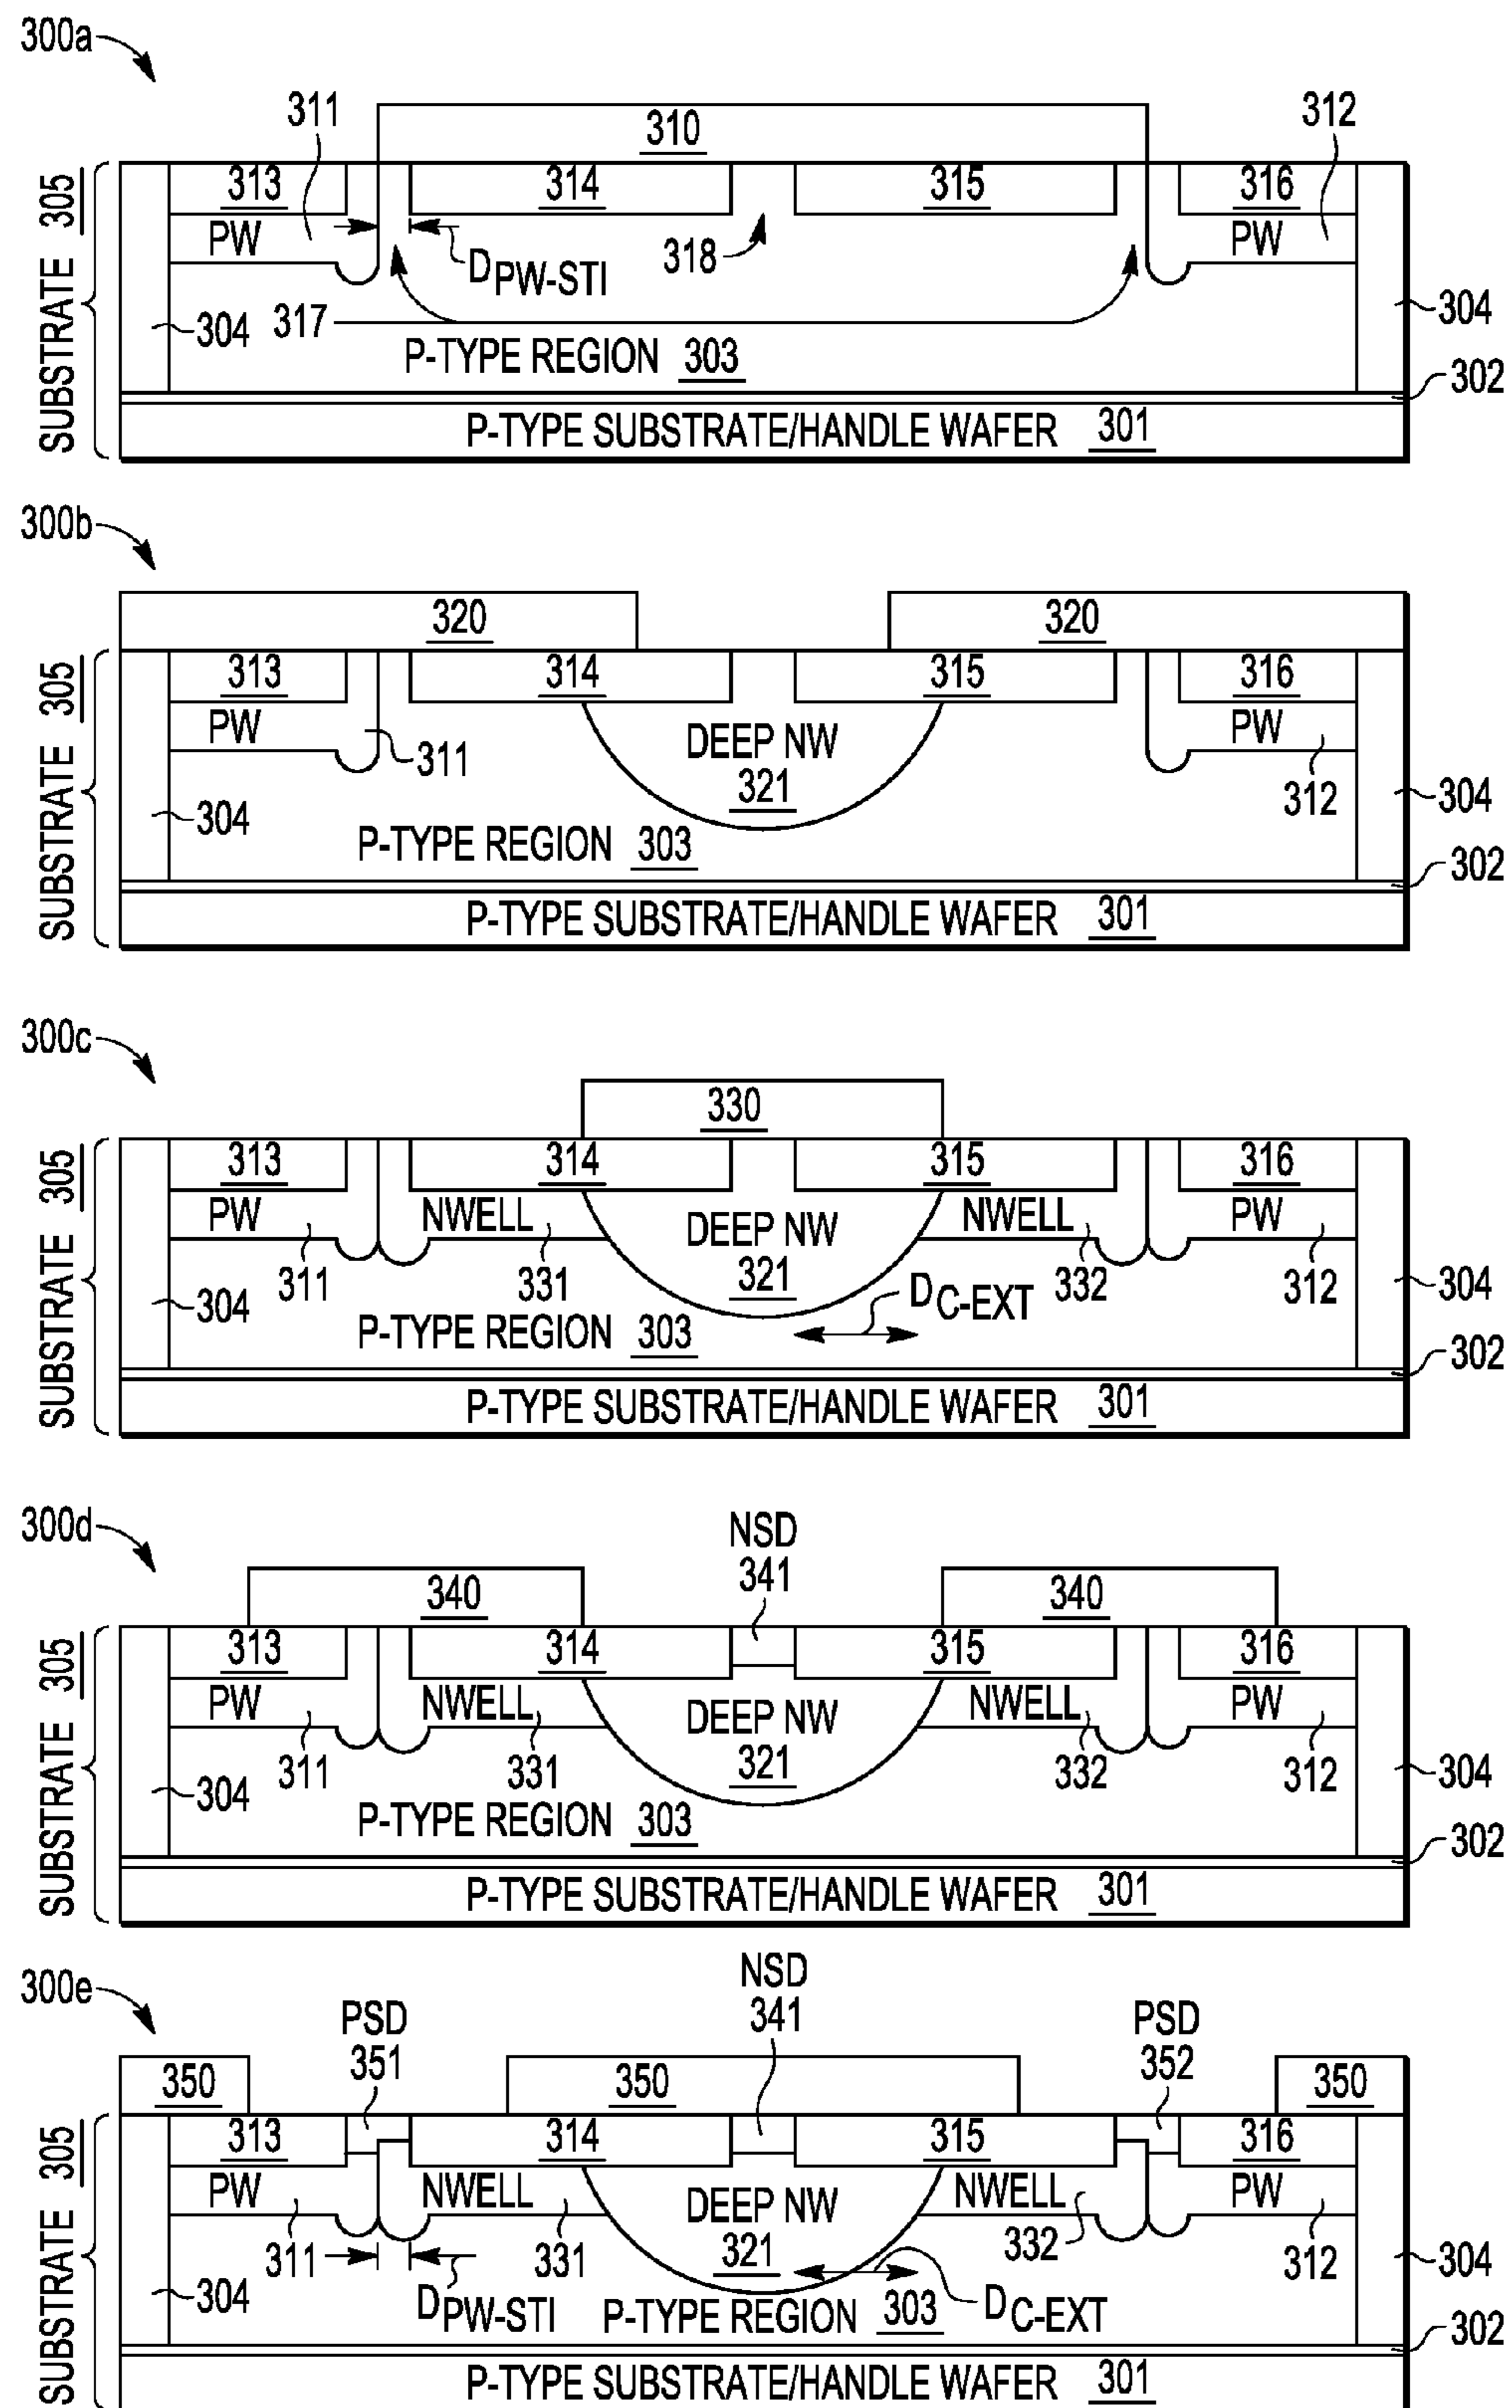 300a
311
310
312
SUBSTRATE 305
313
314
315
316
PW
PW
DPW-STI
318
304
317
304
P-TYPE REGION 303
302
P-TYPE SUBSTRATE/HANDLE WAFER 301
300b
320
320
SUBSTRATE 305
313
314
315
316
PW
DEEP NW
PW
311
321
312
304
304
P-TYPE REGION 303
302
P-TYPE SUBSTRATE/HANDLE WAFER 301
300c
330
SUBSTRATE 305
313
314
315
316
PW
NWELL
DEEP NW
NWELL
PW
311
331
321
332
312
304
DC-EXT
304
P-TYPE REGION 303
302
P-TYPE SUBSTRATE/HANDLE WAFER 301
300d
NSD
341
340
340
SUBSTRATE 305
313
314
315
316
PW
NWELL
DEEP NW
NWELL
PW
311
331
321
332
312
304
304
P-TYPE REGION 303
302
P-TYPE SUBSTRATE/HANDLE WAFER 301
300e
NSD
341
PSD
351
PSD
352
350
350
350
SUBSTRATE 305
313
314
315
316
PW
NWELL
DEEP NW
NWELL
PW
311
331
321
332
312
304
304
DPW-STI
P-TYPE REGION 303
DC-EXT
302
P-TYPE SUBSTRATE/HANDLE WAFER 301